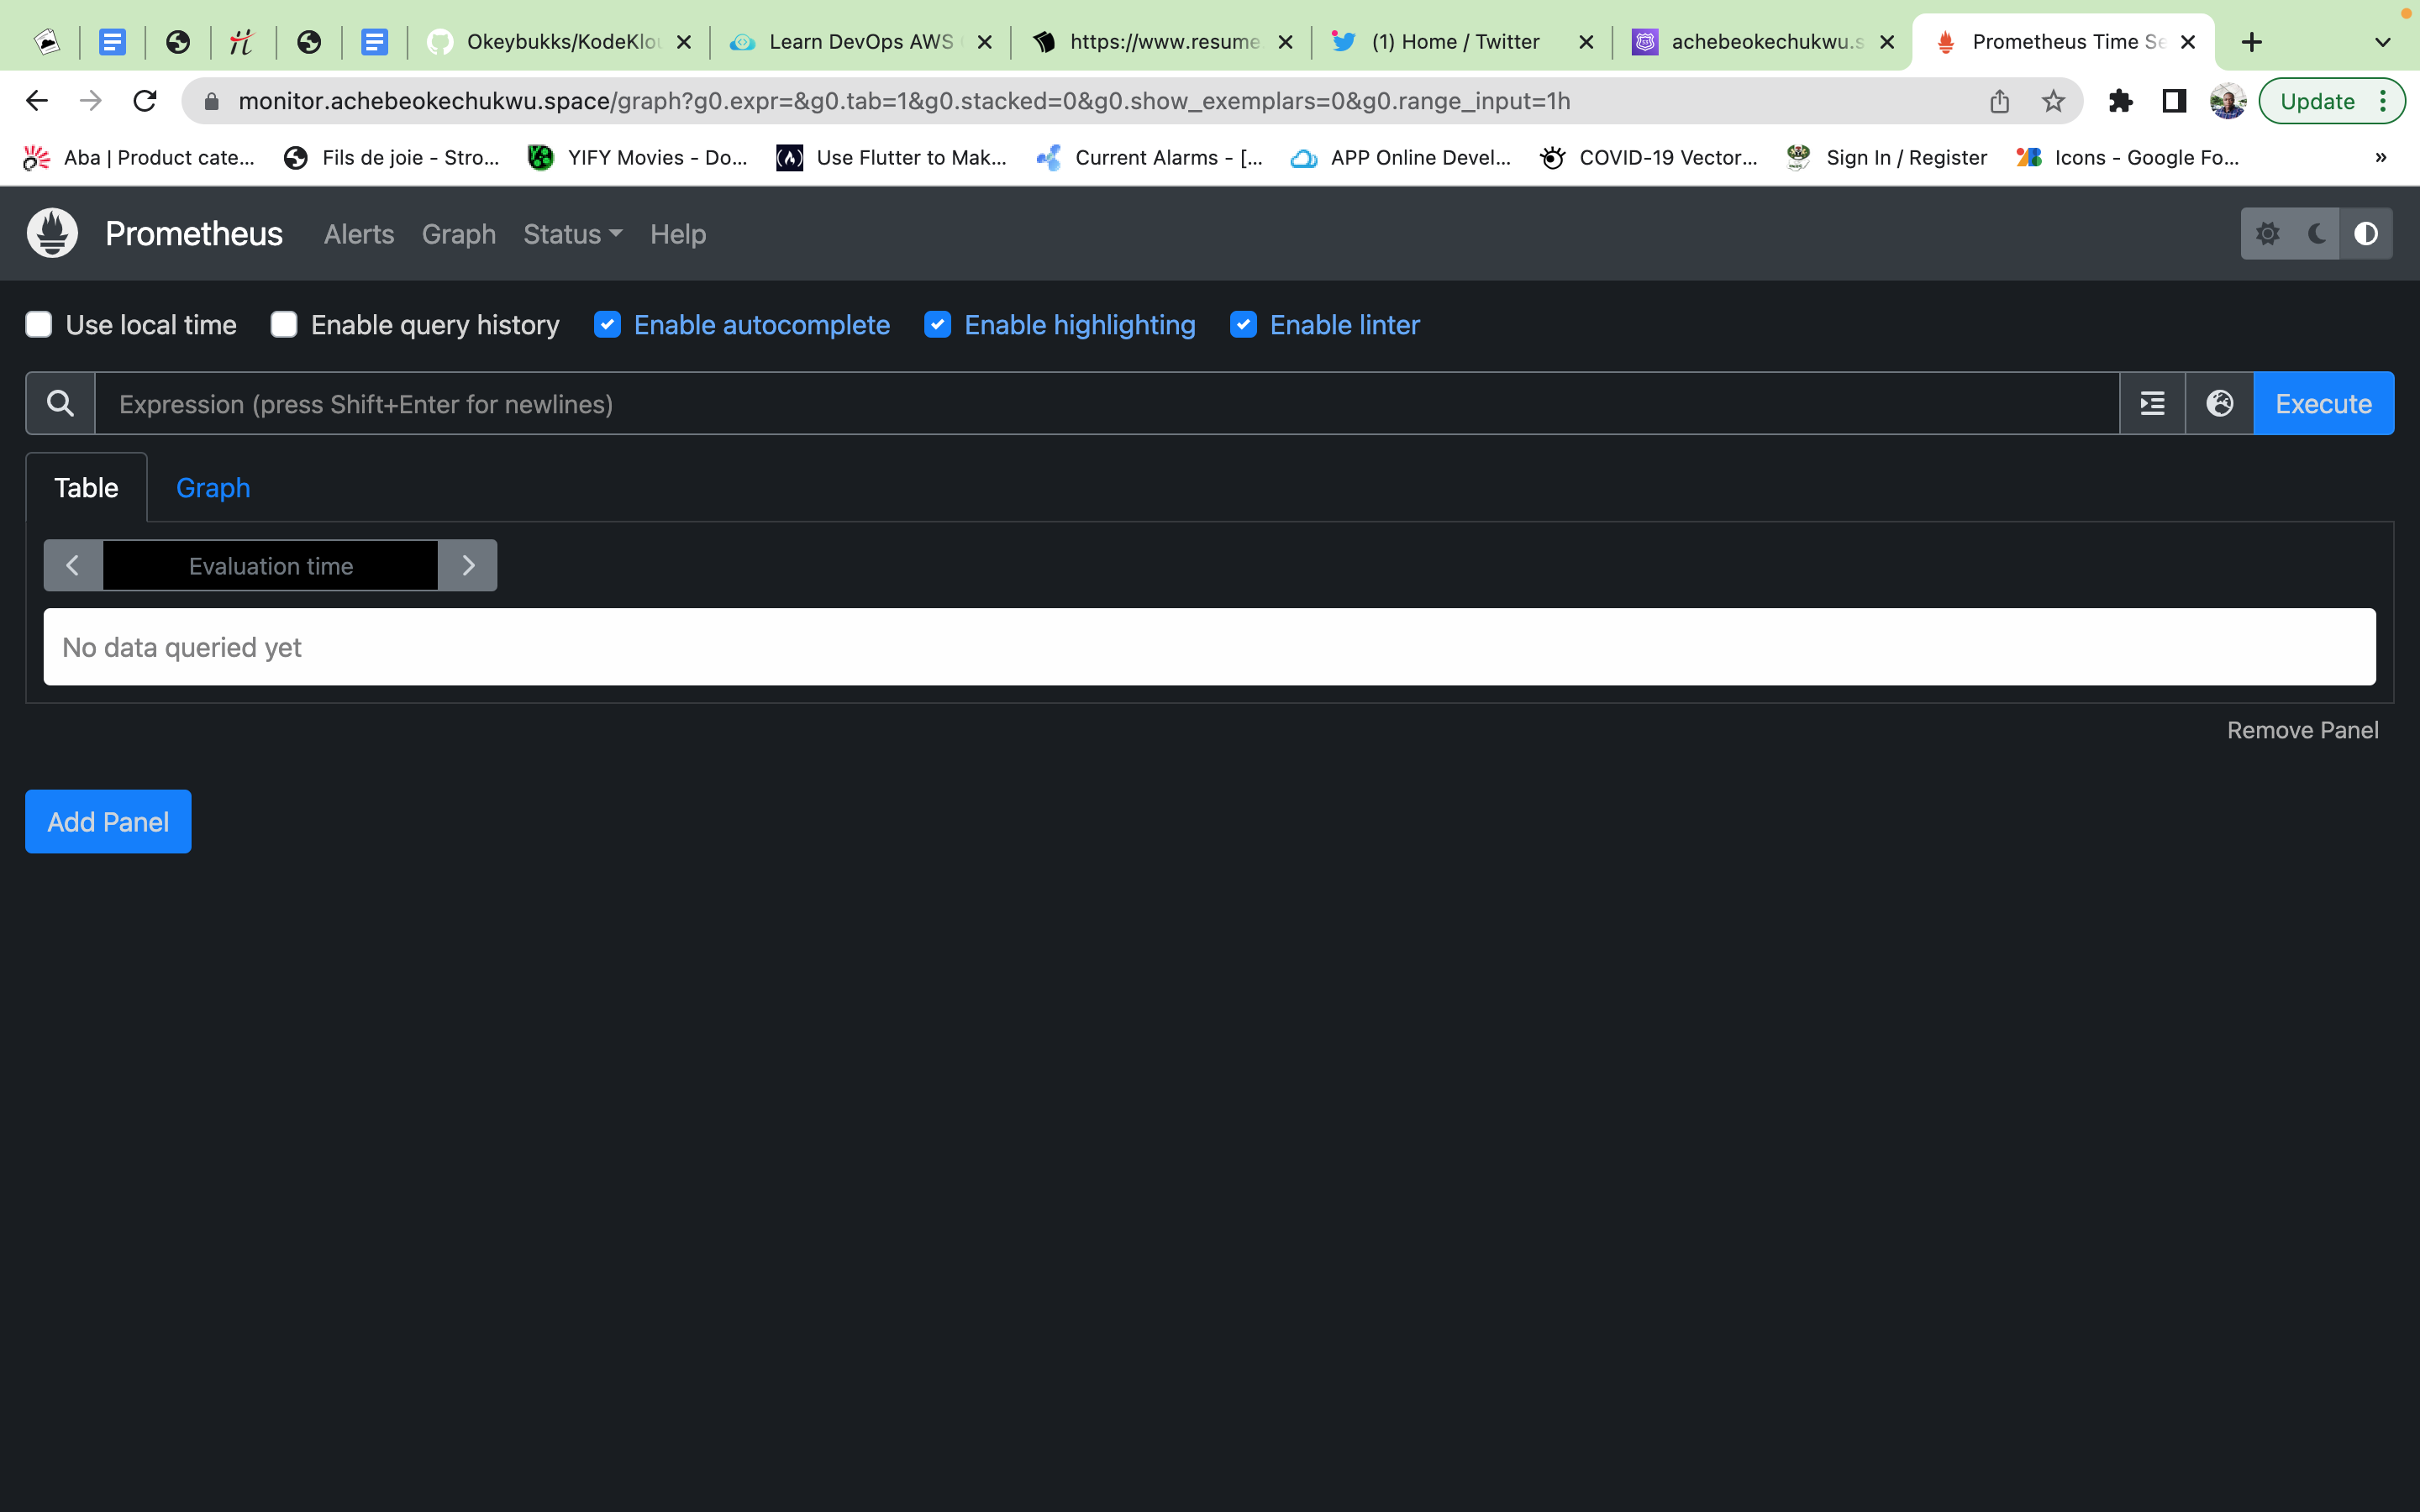 Okeybukks/KodeKlou
Learn DevOps AWS
https://www.resume
(1) Home / Twitter
achebeokechukwu.s
Prometheus Time Se
monitor.achebeokechukwu.space/graph?g0.expr=&g0.tab=1&g0.stacked=0&g0.show_exemplars=0&g0.range_input=1h
Update
Aba | Product cate...
Fils de joie - Stro...
YIFY Movies - Do...
Use Flutter to Mak...
Current Alarms - [...
APP Online Devel...
COVID-19 Vector...
Sign In / Register
Icons - Google Fo...
»
Prometheus
Alerts
Graph
Status
Help
Use local time
Enable query history
Enable autocomplete
Enable highlighting
Enable linter
Expression (press Shift+Enter for newlines)
Execute
Table
Graph
Evaluation time
No data queried yet
Remove Panel
Add Panel